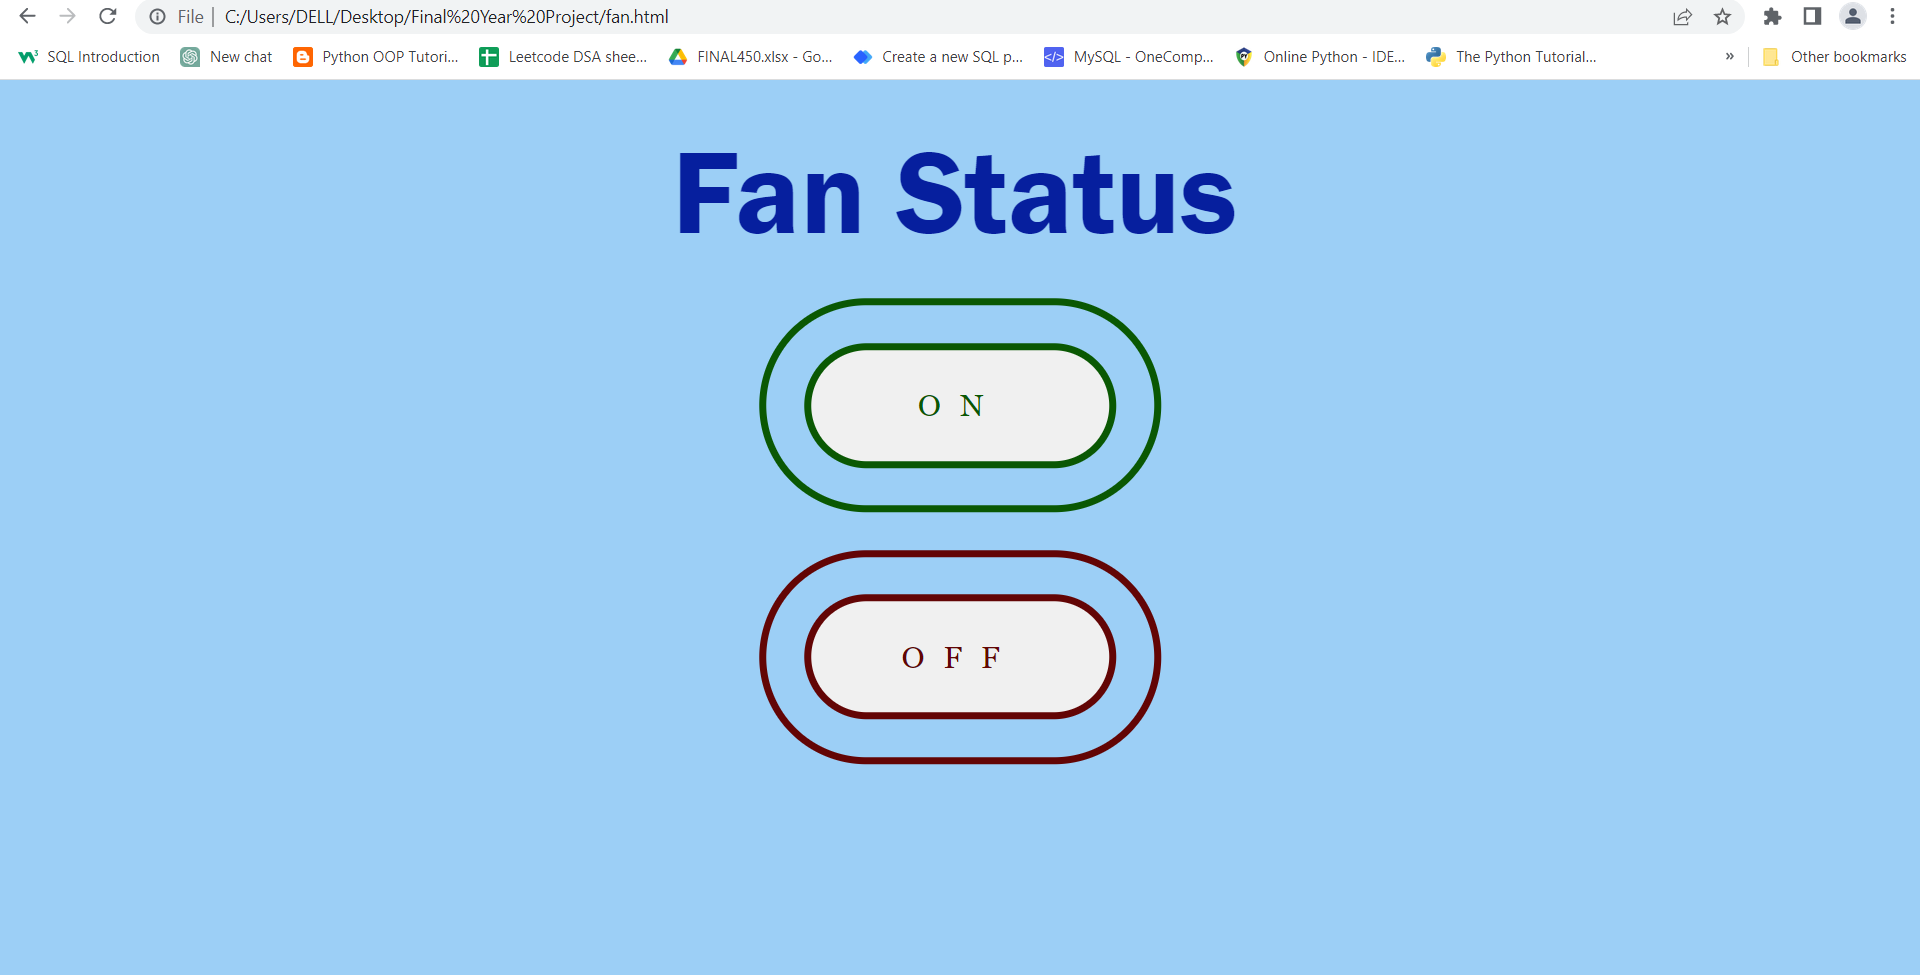 File | C:/Users/DELL/Desktop/Final%20Year%20Project/fan.html
SQL Introduction New chat Python OOP Tutori... Leetcode DSA shee... FINAL450.xlsx - Go... Create a new SQL p... MySQL - OneComp... Online Python - IDE... The Python Tutorial... » Other bookmarks
Fan Status
O N
O F F